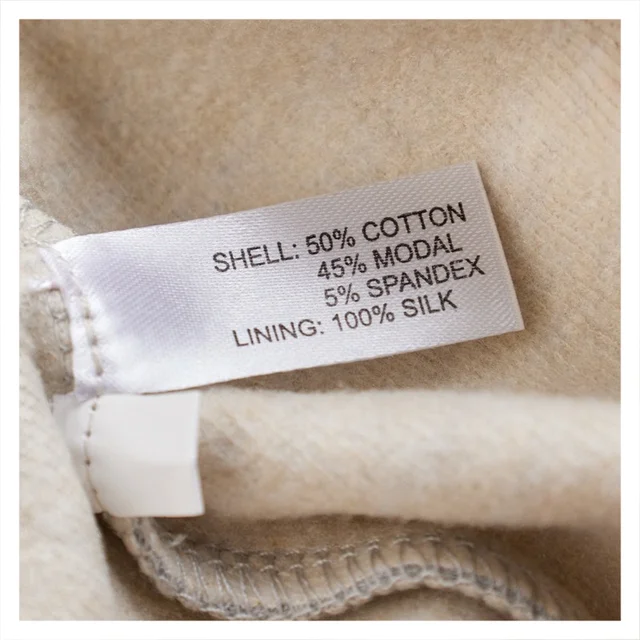 SHELL: 50% COTTON
45% MODAL
5% SPANDEX
LINING: 100% SILK